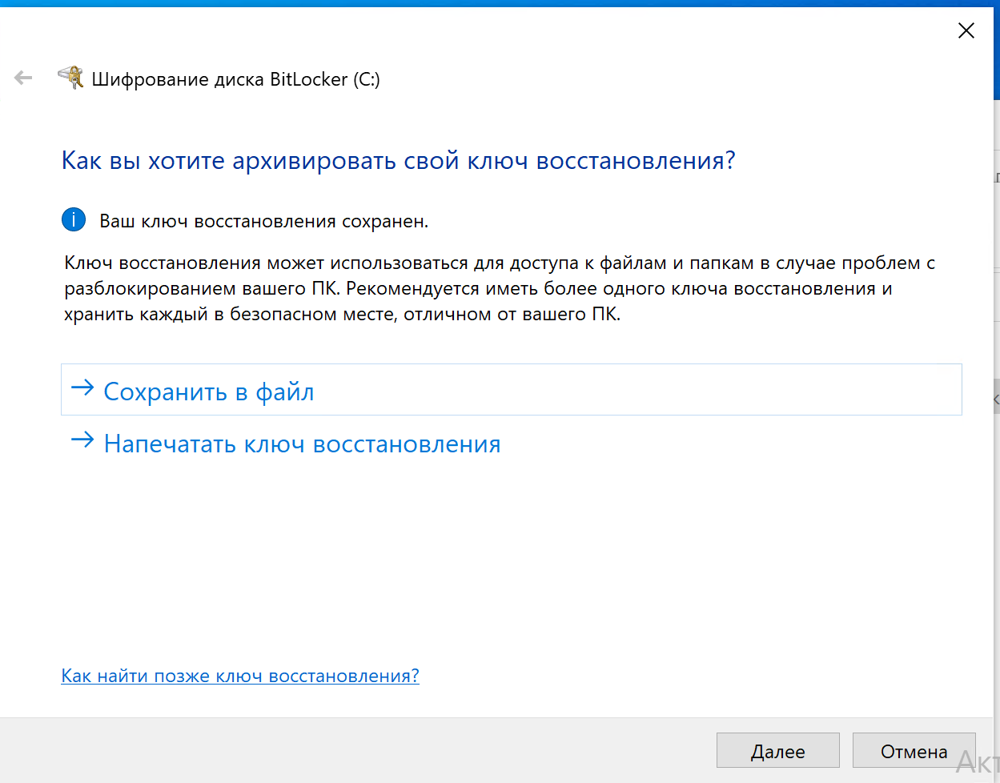 Шифрование диска BitLocker (C:)
Как вы хотите архивировать свой ключ восстановления?
Ваш ключ восстановления сохранен.
Ключ восстановления может использоваться для доступа к файлам и папкам в случае проблем с
разблокированием вашего ПК. Рекомендуется иметь более одного ключа восстановления и
хранить каждый в безопасном месте, отличном от вашего ПК.
Сохранить в файл
Напечатать ключ восстановления
Как найти позже ключ восстановления?
Далее
Отмена